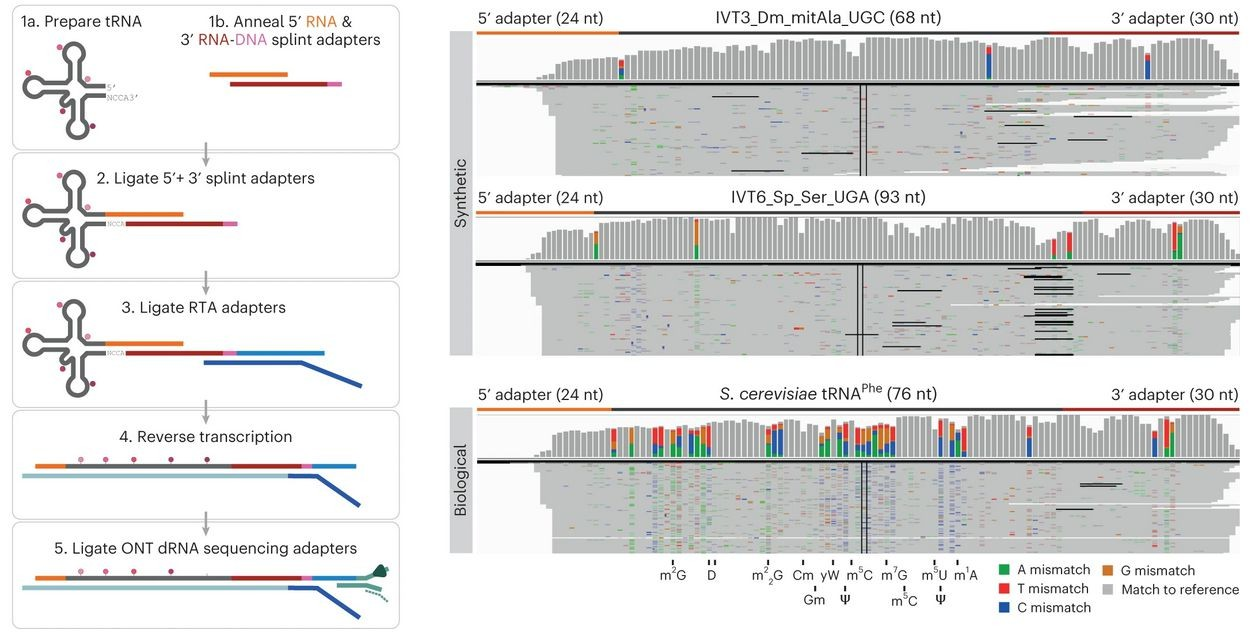 1a. Prepare tRNA
1b. Anneal 5′ RNA &
3′ RNA-DNA splint adapters
5′
NCCA3′
2. Ligate 5′+ 3′ splint adapters
NCCA
3. Ligate RTA adapters
NCCA
4. Reverse transcription
5. Ligate ONT dRNA sequencing adapters
Synthetic
5′ adapter (24 nt) IVT3_Dm_mitAla_UGC (68 nt) 3′ adapter (30 nt)
5′ adapter (24 nt) IVT6_Sp_Ser_UGA (93 nt) 3′ adapter (30 nt)
Biological
5′ adapter (24 nt) S. cerevisiae tRNAPhe (76 nt) 3′ adapter (30 nt)
m2G D m22G Cm yW m5C m7G m5U m1A
Gm Ψ m5C Ψ
A mismatch G mismatch
T mismatch Match to reference
C mismatch